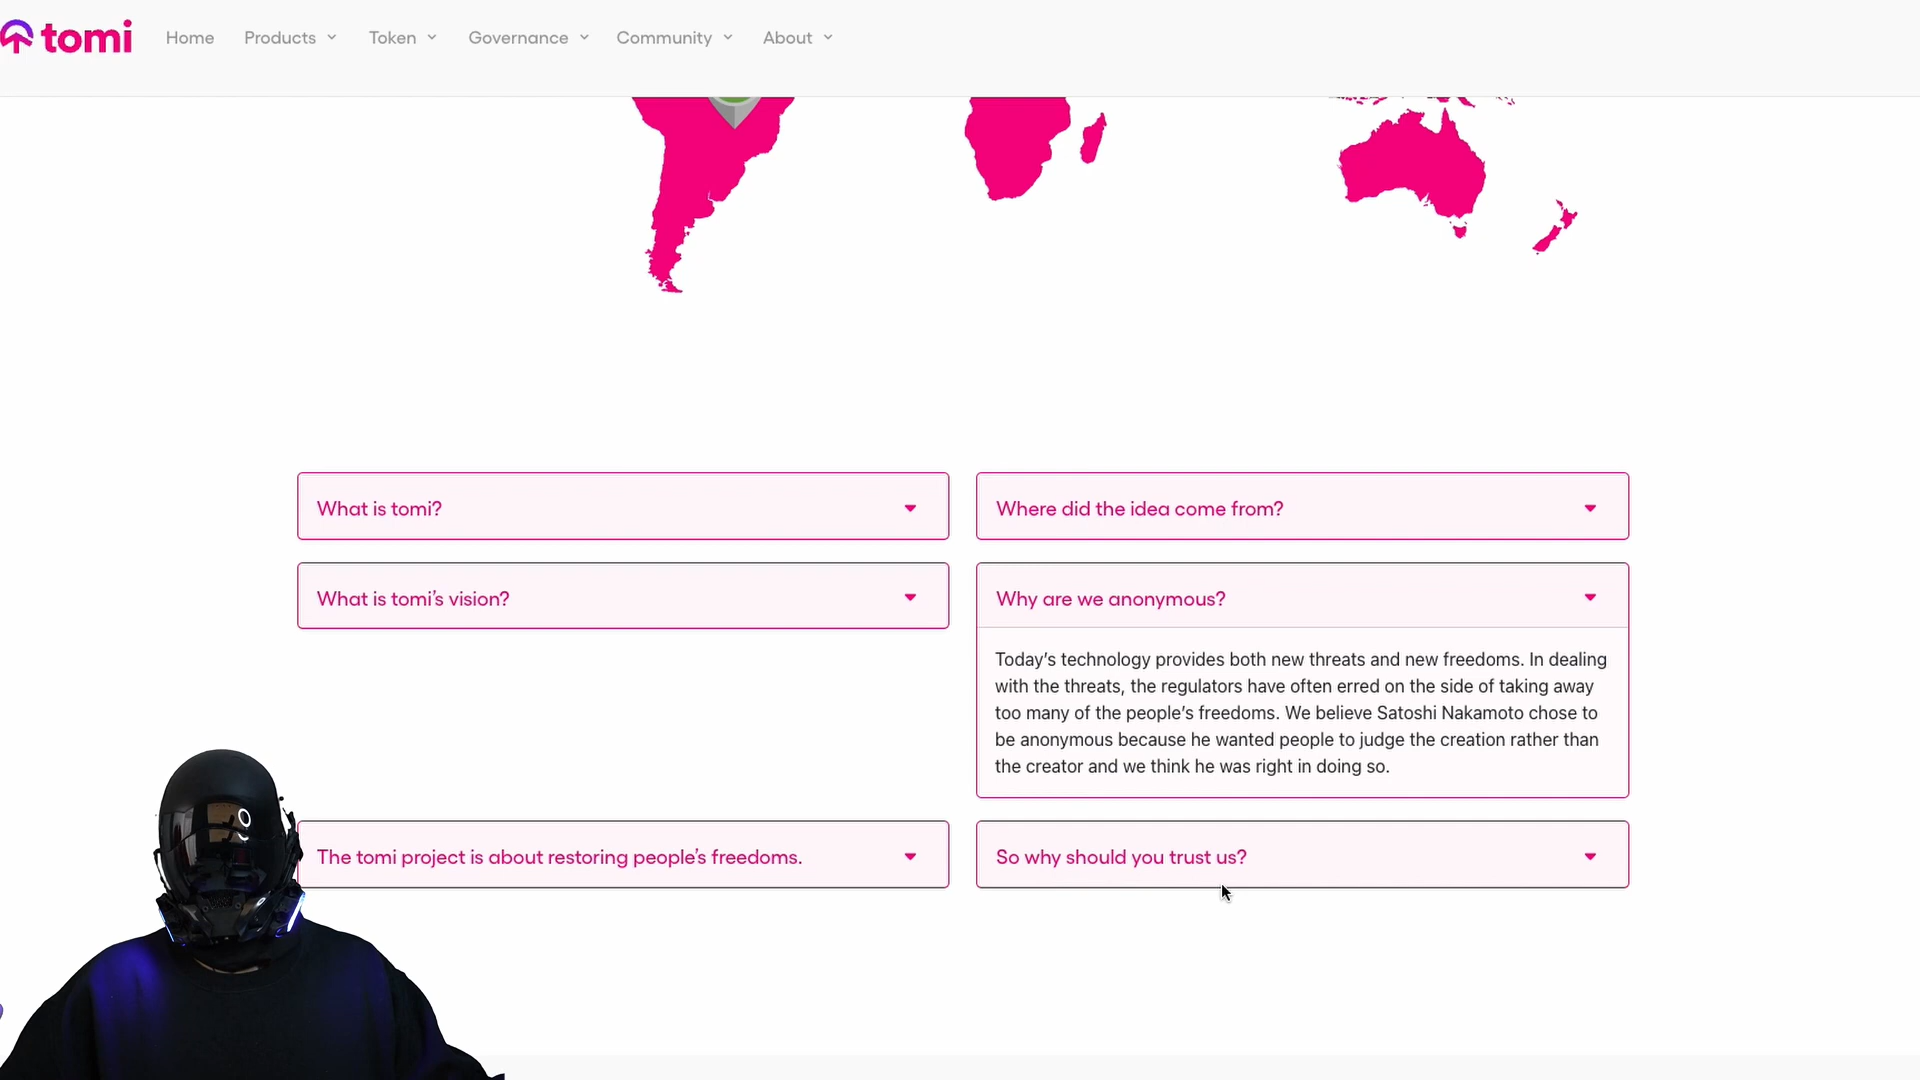 tomi
Home Products Token Governance Community About
What is tomi?
Where did the idea come from?
What is tomi’s vision?
Why are we anonymous?
Today’s technology provides both new threats and new freedoms. In dealing
with the threats, the regulators have often erred on the side of taking away
too many of the people’s freedoms. We believe Satoshi Nakamoto chose to
be anonymous because he wanted people to judge the creation rather than
the creator and we think he was right in doing so.
The tomi project is about restoring people’s freedoms.
So why should you trust us?